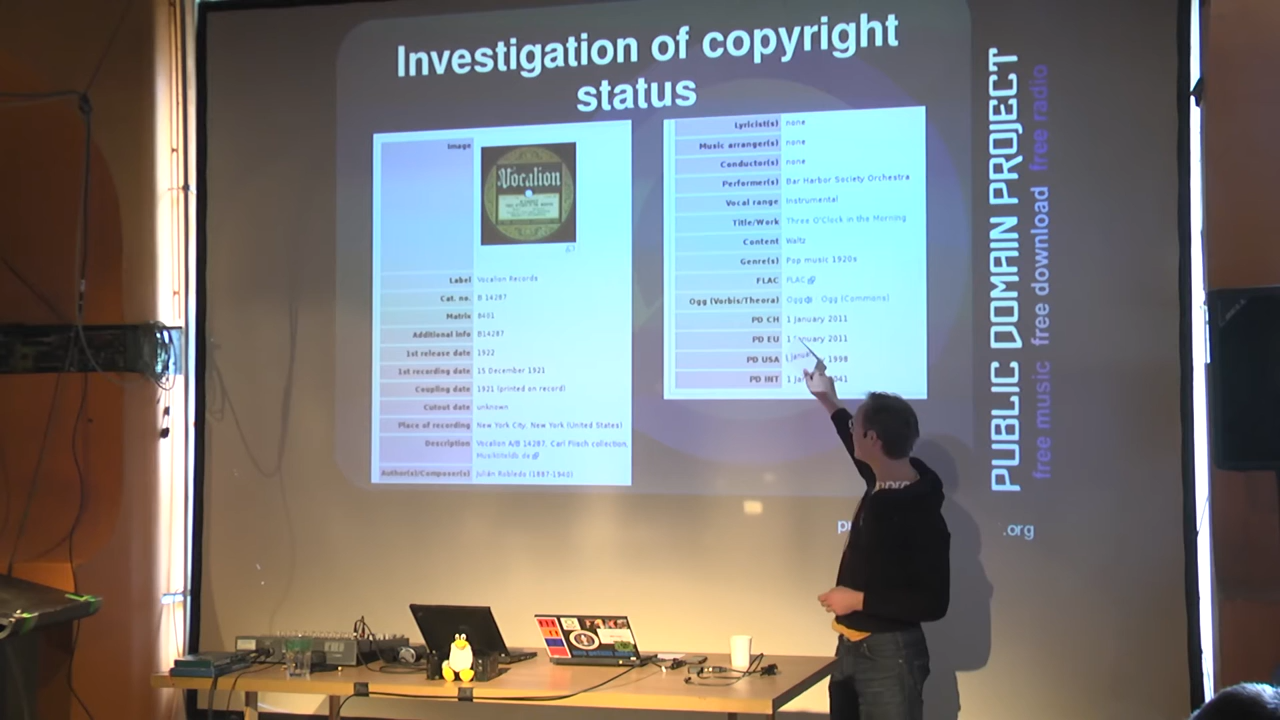 Investigation of copyright
status
Image
Vocalion
Label Vocalion Records
Cat. no. B 14287
Matrix 8401
Additional info B14287
1st release date 1922
1st recording date 15 December 1921
Coupling date 1921 (printed on record)
Cutout date unknown
Place of recording New York City, New York (United States)
Description Vocalion A/B 14287, Carl Flisch collection,
Author(s)/Composer(s) Julián Robledo (1887-1940)
Lyricist(s) none
Music arranger(s) none
Conductor(s) none
Performer(s) Bar Harbor Society Orchestra
Vocal range Instrumental
Title/Work Three O'Clock in the Morning
Content Waltz
Genre(s) Pop music 1920s
FLAC FLAC
Ogg (Vorbis/Theora) Ogg Ogg (Commons)
PD CH 1 January 2011
PD EU 1 January 2011
PD USA 1998
PD INT
PUBLIC DOMAIN PROJECT
free music free download free radio
.org